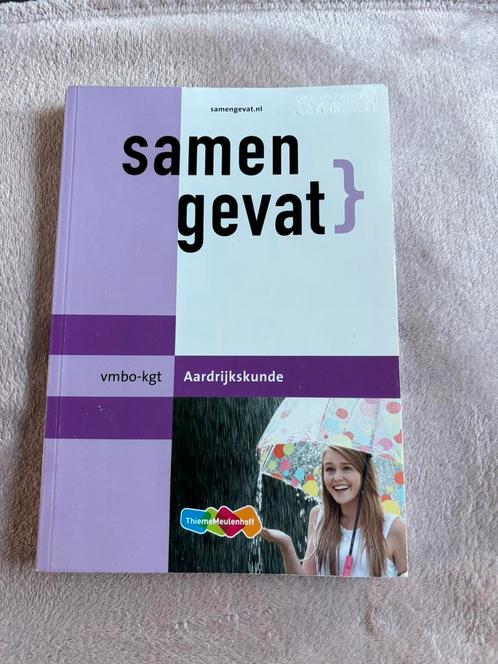 samengevat.nl
samen
gevat}
vmbo-kgt
Aardrijkskunde
ThiemeMeulenhoff